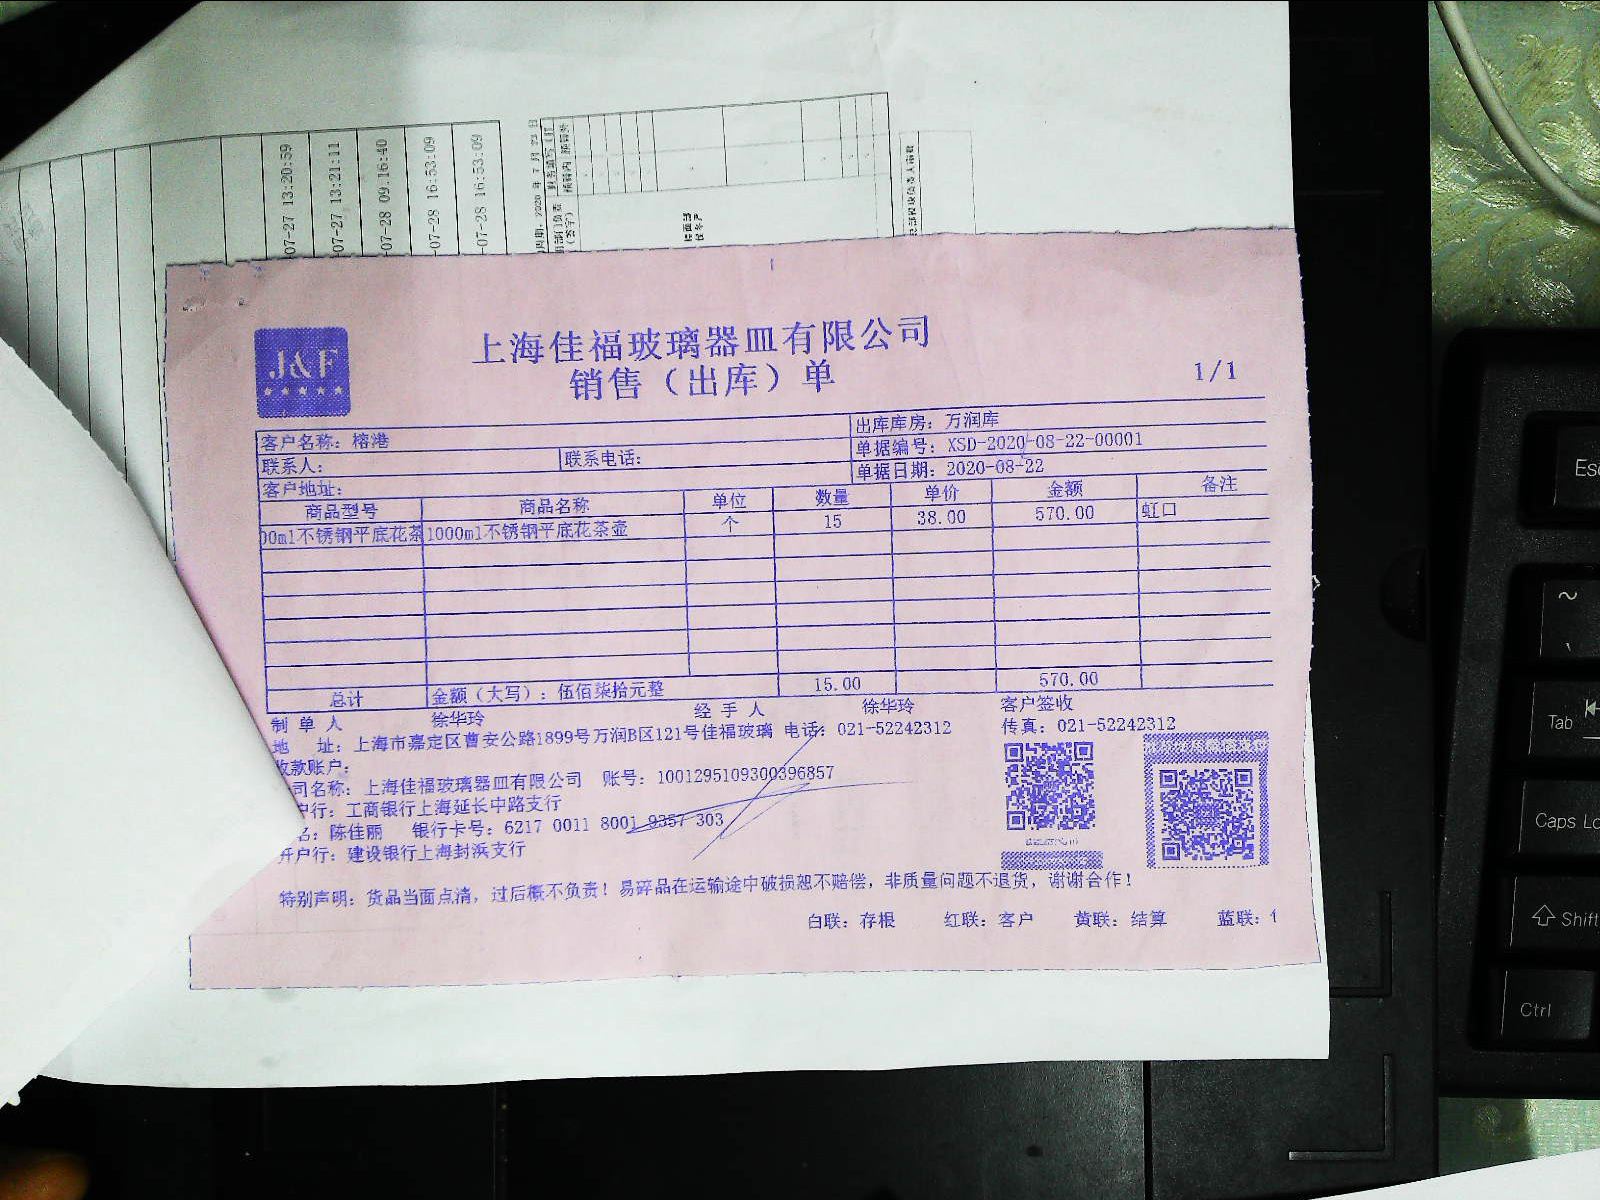 07-27 13:20:59
07-27 13:21:11
07-28 09:16:40
07-28 16:53:09
07-28 16:53:09
J&F
上海佳福玻璃器皿有限公司
销售（出库）单
1/1
客户名称：榕港
出库库房：万润库
联系人：
联系电话：
单据编号：XSD-2020-08-22-00001
客户地址：
单据日期：2020-08-22
商品型号 商品名称 单位 数量 单价 金额 备注
00ml不锈钢平底花茶 1000ml不锈钢平底花茶壶 个 15 38.00 570.00 虹口
总计 金额（大写）：伍佰柒拾元整 15.00 570.00
制单人 徐华玲 经手人 徐华玲 客户签收
地 址：上海市嘉定区曹安公路1899号万润B区121号佳福玻璃 电话：021-52242312 传真：021-52242312
收款账户：
司名称：上海佳福玻璃器皿有限公司 账号：1001295109300396857
户行：工商银行上海延长中路支行
名：陈佳丽 银行卡号：6217 0011 8001 9357 303
开户行：建设银行上海封浜支行
特别声明：货品当面点清，过后概不负责！易碎品在运输途中破损恕不赔偿，非质量问题不退货，谢谢合作！
白联：存根 红联：客户 黄联：结算 蓝联：
Esc
~
Tab
Caps Lo
Shift
Ctrl